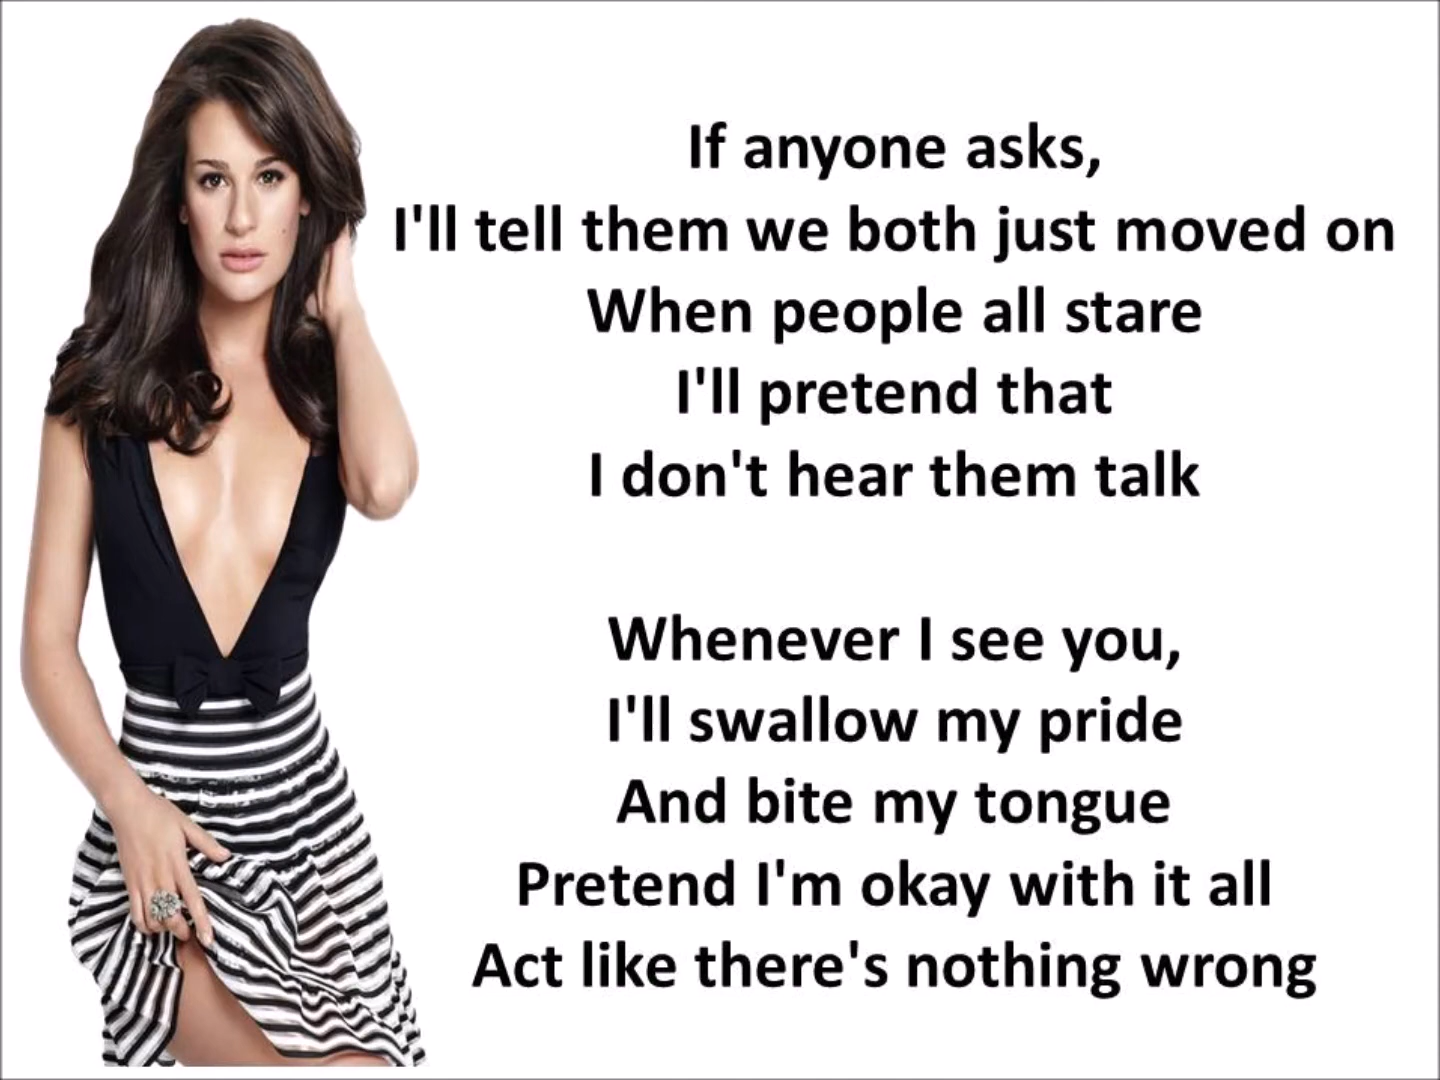 If anyone asks,
I'll tell them we both just moved on
When people all stare
I'll pretend that
I don't hear them talk
Whenever I see you,
I'll swallow my pride
And bite my tongue
Pretend I'm okay with it all
Act like there's nothing wrong